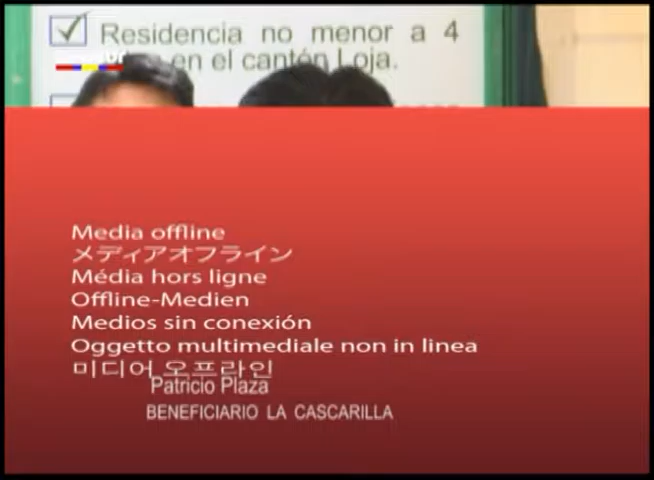 Residencia no menor a 4
en el cantón Loja.
Media offline
メディアオフライン
Média hors ligne
Offline-Medien
Medios sin conexión
Oggetto multimediale non in linea
미디어 오프라인
Patricio Plaza
BENEFICIARIO LA CASCARILLA